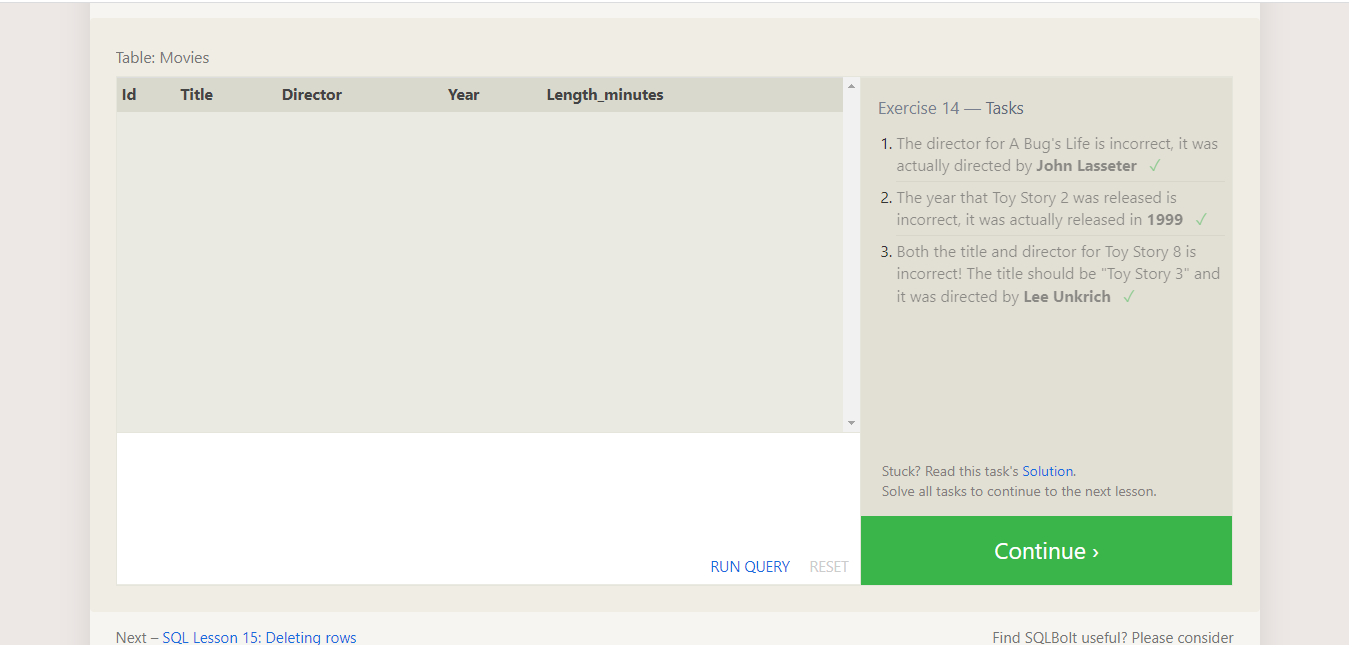 Table: Movies
Id Title Director Year Length_minutes
Exercise 14 — Tasks
1. The director for A Bug's Life is incorrect, it was
actually directed by John Lasseter ✓
2. The year that Toy Story 2 was released is
incorrect, it was actually released in 1999 ✓
3. Both the title and director for Toy Story 8 is
incorrect! The title should be "Toy Story 3" and
it was directed by Lee Unkrich ✓
Stuck? Read this task's Solution.
Solve all tasks to continue to the next lesson.
RUN QUERY RESET
Continue ›
Next – SQL Lesson 15: Deleting rows
Find SQLBolt useful? Please consider